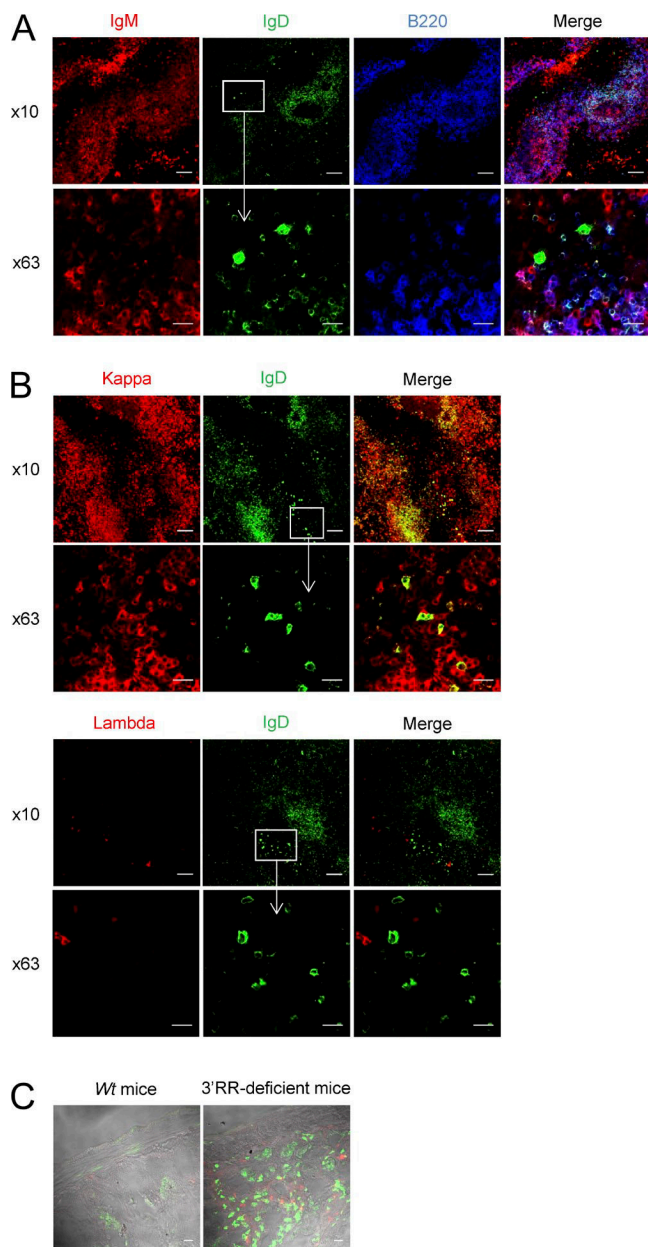 A
IgM IgD B220 Merge
x10
x63
B
Kappa IgD Merge
x10
x63
Lambda IgD Merge
x10
x63
C
Wt mice 3'RR-deficient mice